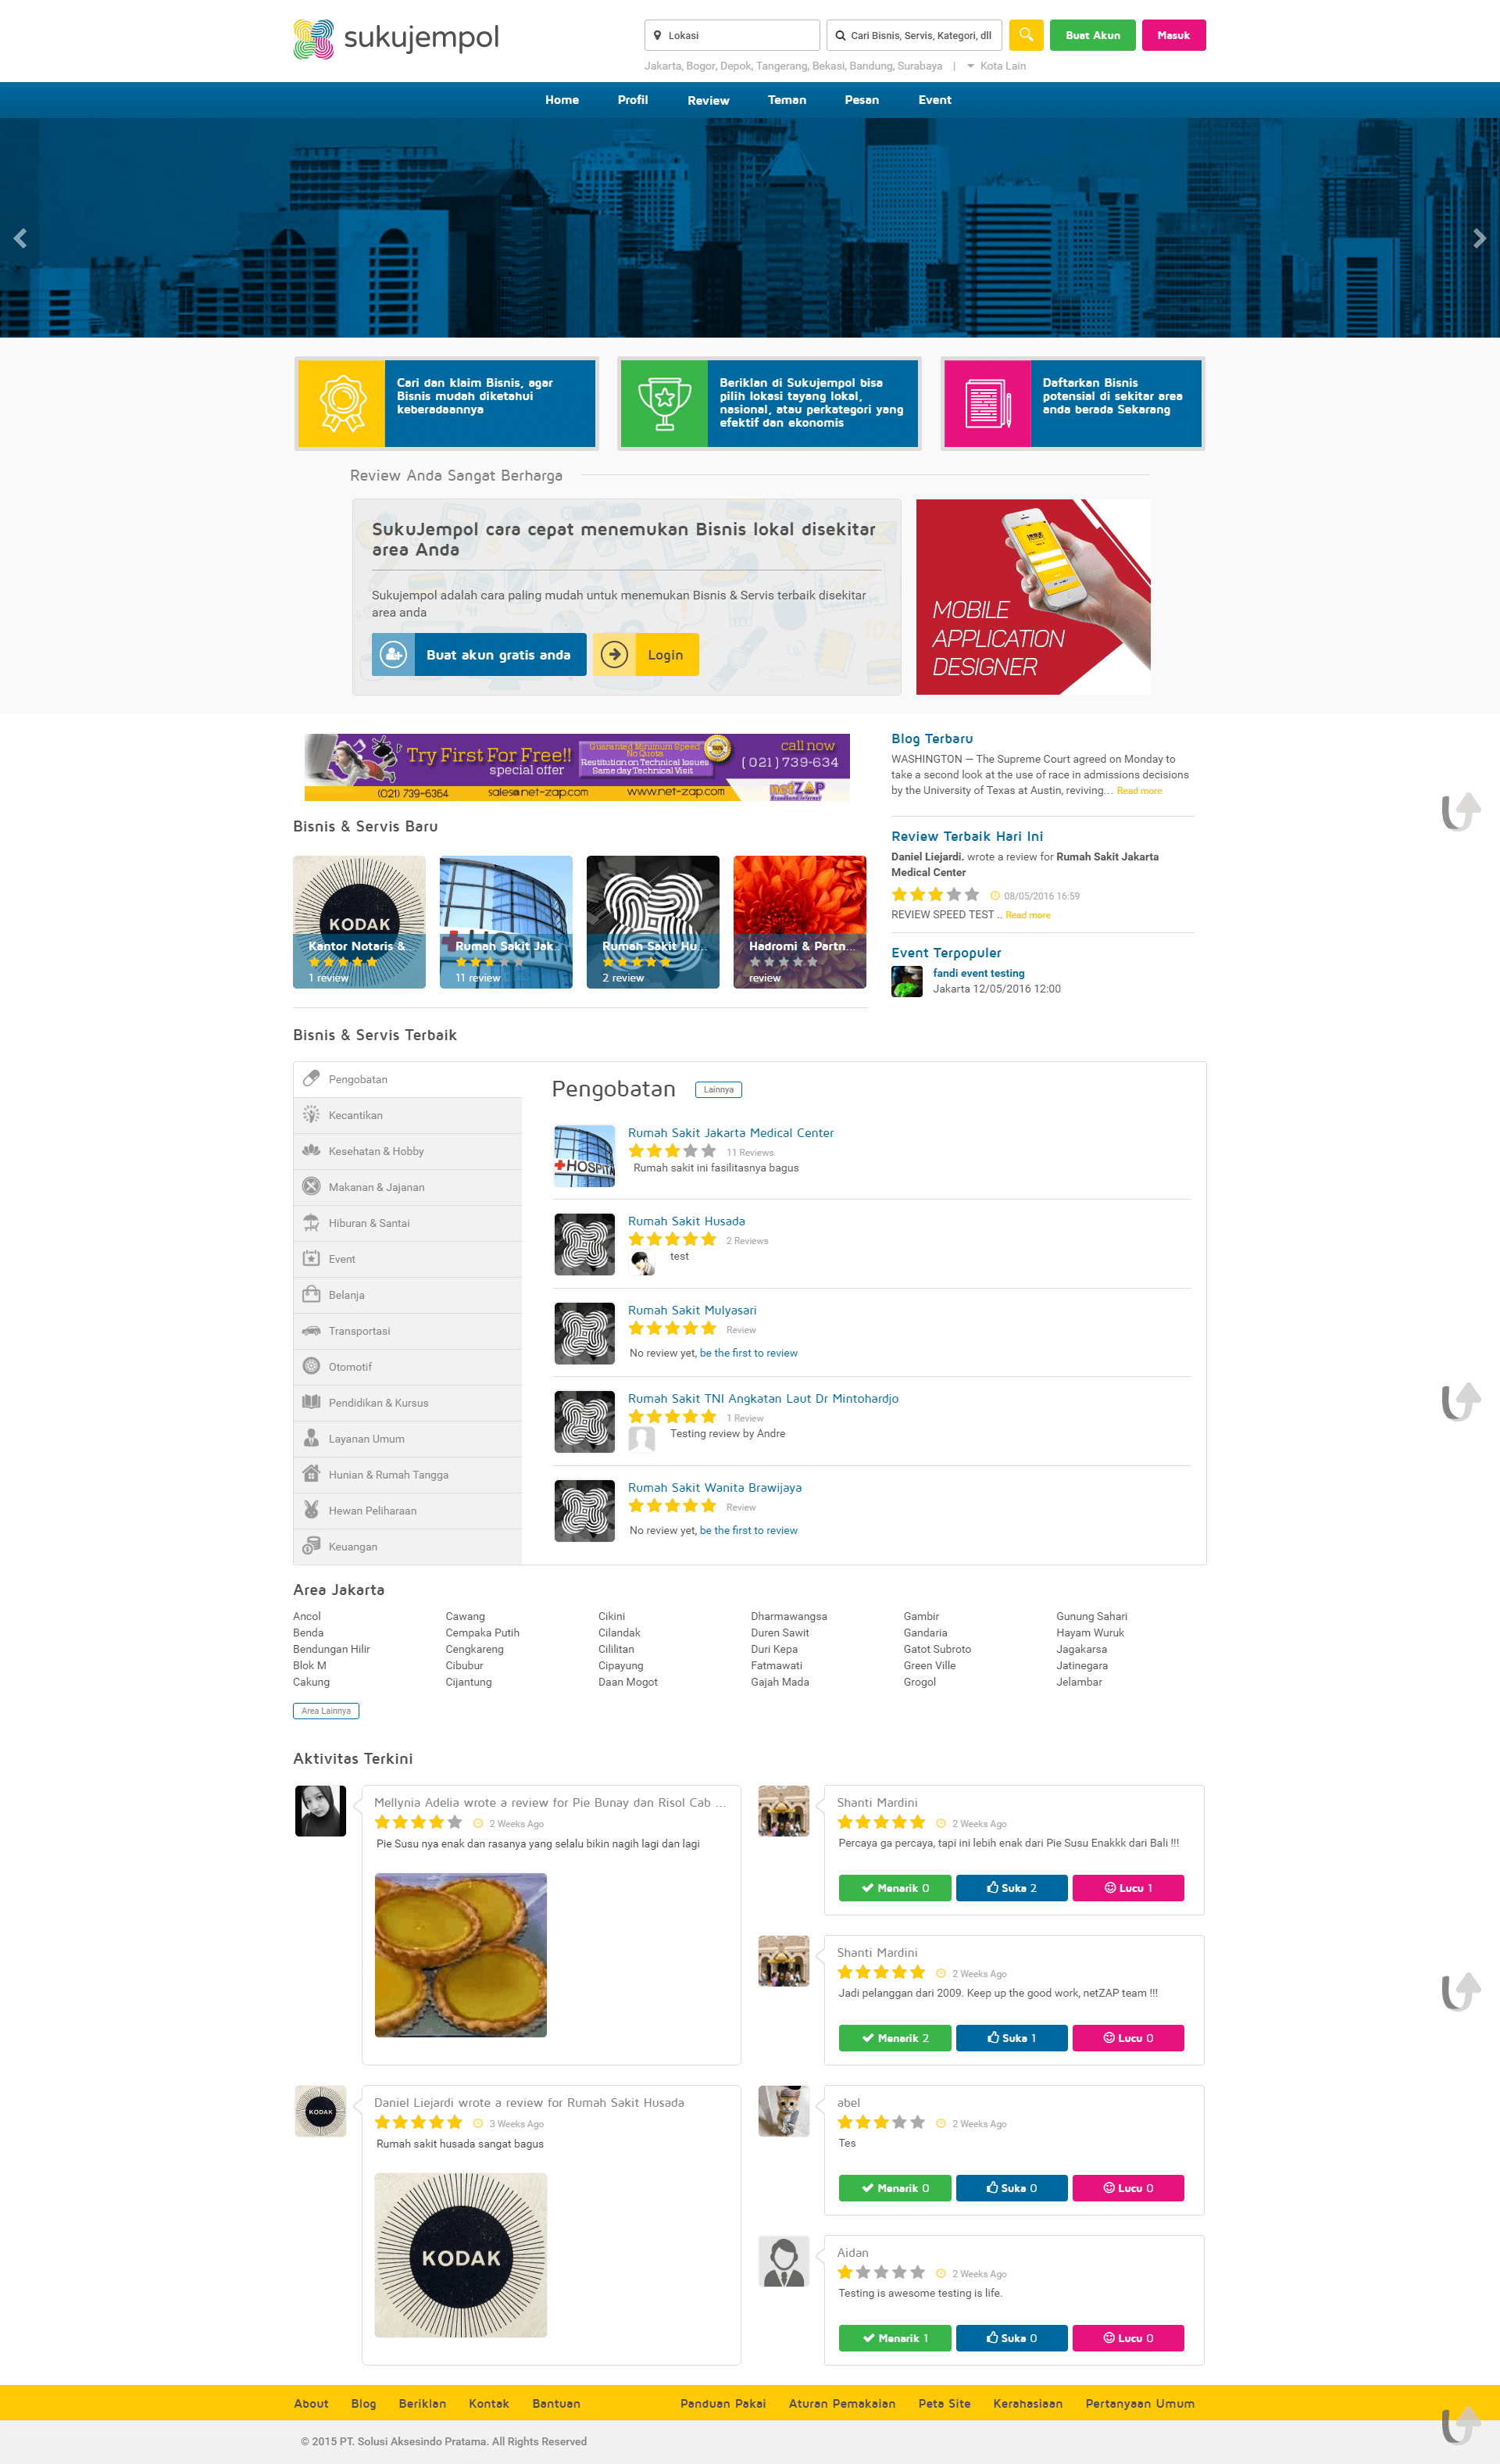 sukujempol
Lokasi
Cari Bisnis, Servis, Kategori, dll
Buat Akun
Masuk
Jakarta, Bogor, Depok, Tangerang, Bekasi, Bandung, Surabaya | Kota Lain
Home Profil Review Teman Pesan Event
Cari dan klaim Bisnis, agar
Bisnis mudah diketahui
keberadaannya
Beriklan di Sukujempol bisa
pilih lokasi tayang lokal,
nasional, atau perkategori yang
efektif dan ekonomis
Daftarkan Bisnis
potensial di sekitar area
anda berada Sekarang
Review Anda Sangat Berharga
SukuJempol cara cepat menemukan Bisnis lokal disekitar
area Anda
Sukujempol adalah cara paling mudah untuk menemukan Bisnis & Servis terbaik disekitar
area anda
Buat akun gratis anda
Login
MOBILE
APPLICATION
DESIGNER
Try First For Free!!
special offer
Guaranteed Minimum Speed
No Quota
Restitution on Technical Issues
Same day Technical Visit
100%
call now
( 021 ) 739-634
(021) 739-6364 sales@net-zap.com www.net-zap.com
netZAP
Broadband Internet
Bisnis & Servis Baru
KODAK
Kantor Notaris &...
1 review
HOSPITA
Rumah Sakit Jak...
11 review
Rumah Sakit Hu...
2 review
Hadromi & Partn...
review
Blog Terbaru
WASHINGTON — The Supreme Court agreed on Monday to
take a second look at the use of race in admissions decisions
by the University of Texas at Austin, reviving... Read more
Review Terbaik Hari Ini
Daniel Liejardi. wrote a review for Rumah Sakit Jakarta
Medical Center
08/05/2016 16:59
REVIEW SPEED TEST .. Read more
Event Terpopuler
fandi event testing
Jakarta 12/05/2016 12:00
Bisnis & Servis Terbaik
Pengobatan
Kecantikan
Kesehatan & Hobby
Makanan & Jajanan
Hiburan & Santai
Event
Belanja
Transportasi
Otomotif
Pendidikan & Kursus
Layanan Umum
Hunian & Rumah Tangga
Hewan Peliharaan
Keuangan
Pengobatan Lainnya
HOSPITA
Rumah Sakit Jakarta Medical Center
11 Reviews
Rumah sakit ini fasilitasnya bagus
Rumah Sakit Husada
2 Reviews
test
Rumah Sakit Mulyasari
Review
No review yet, be the first to review
Rumah Sakit TNI Angkatan Laut Dr Mintohardjo
1 Review
Testing review by Andre
Rumah Sakit Wanita Brawijaya
Review
No review yet, be the first to review
Area Jakarta
Ancol Cawang Cikini Dharmawangsa Gambir Gunung Sahari
Benda Cempaka Putih Cilandak Duren Sawit Gandaria Hayam Wuruk
Bendungan Hilir Cengkareng Cililitan Duri Kepa Gatot Subroto Jagakarsa
Blok M Cibubur Cipayung Fatmawati Green Ville Jatinegara
Cakung Cijantung Daan Mogot Gajah Mada Grogol Jelambar
Area Lainnya
Aktivitas Terkini
Mellynia Adelia wrote a review for Pie Bunay dan Risol Cab ...
2 Weeks Ago
Pie Susu nya enak dan rasanya yang selalu bikin nagih lagi dan lagi
KODAK
Daniel Liejardi wrote a review for Rumah Sakit Husada
3 Weeks Ago
Rumah sakit husada sangat bagus
KODAK
Shanti Mardini
2 Weeks Ago
Percaya ga percaya, tapi ini lebih enak dari Pie Susu Enakkk dari Bali !!!
Menarik 0 Suka 2 Lucu 1
Shanti Mardini
2 Weeks Ago
Jadi pelanggan dari 2009. Keep up the good work, netZAP team !!!
Menarik 2 Suka 1 Lucu 0
abel
2 Weeks Ago
Tes
Menarik 0 Suka 0 Lucu 0
Aidan
2 Weeks Ago
Testing is awesome testing is life.
Menarik 1 Suka 0 Lucu 0
About Blog Beriklan Kontak Bantuan Panduan Pakai Aturan Pemakaian Peta Site Kerahasiaan Pertanyaan Umum
© 2015 PT. Solusi Aksesindo Pratama. All Rights Reserved